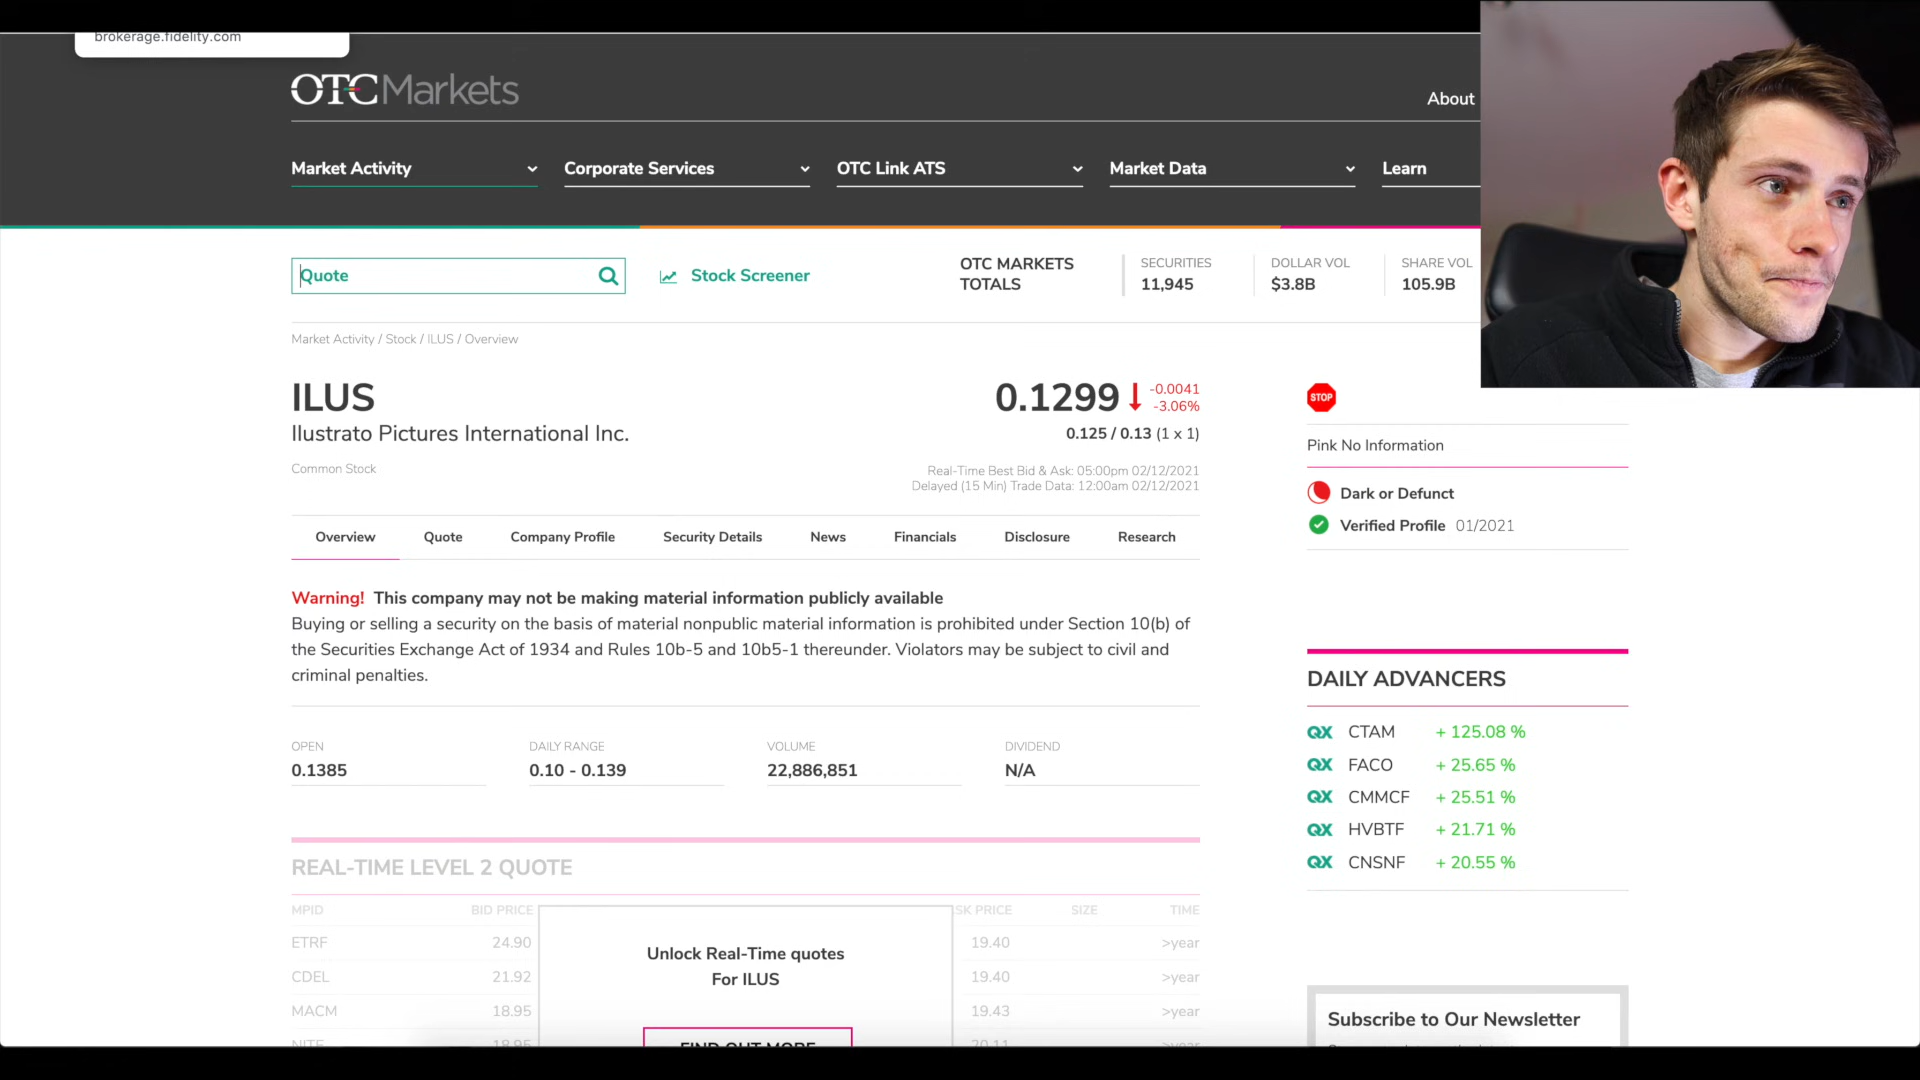 brokerage.fidelity.com
OTCMarkets
About
Market Activity
Corporate Services
OTC Link ATS
Market Data
Learn
Quote
Stock Screener
OTC MARKETS
TOTALS
SECURITIES
11,945
DOLLAR VOL
$3.8B
SHARE VOL
105.9B
Market Activity / Stock / ILUS / Overview
ILUS
Ilustrato Pictures International Inc.
Common Stock
0.1299
-0.0041
-3.06%
0.125 / 0.13 (1 x 1)
Real-Time Best Bid & Ask: 05:00pm 02/12/2021
Delayed (15 Min) Trade Data: 12:00am 02/12/2021
STOP
Pink No Information
Dark or Defunct
Verified Profile 01/2021
Overview
Quote
Company Profile
Security Details
News
Financials
Disclosure
Research
Warning! This company may not be making material information publicly available
Buying or selling a security on the basis of material nonpublic material information is prohibited under Section 10(b) of
the Securities Exchange Act of 1934 and Rules 10b-5 and 10b5-1 thereunder. Violators may be subject to civil and
criminal penalties.
OPEN
0.1385
DAILY RANGE
0.10 - 0.139
VOLUME
22,886,851
DIVIDEND
N/A
DAILY ADVANCERS
QX CTAM + 125.08 %
QX FACO + 25.65 %
QX CMMCF + 25.51 %
QX HVBTF + 21.71 %
QX CNSNF + 20.55 %
REAL-TIME LEVEL 2 QUOTE
MPID BID PRICE SK PRICE SIZE TIME
ETRF 24.90 19.40 >year
CDEL 21.92 19.40 >year
MACM 18.95 19.43 >year
NITE 18.95 20.11 >year
Unlock Real-Time quotes
For ILUS
FIND OUT MORE
Subscribe to Our Newsletter